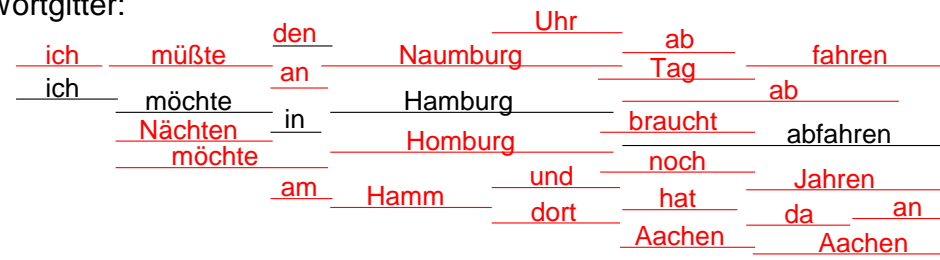 Wortgitter:
Uhr
den ab
ich müßte Naumburg fahren
an Tag
ich ab
möchte Hamburg
in braucht
Nächten Homburg abfahren
möchte noch
und Jahren
am Hamm hat
dort da an
Aachen Aachen